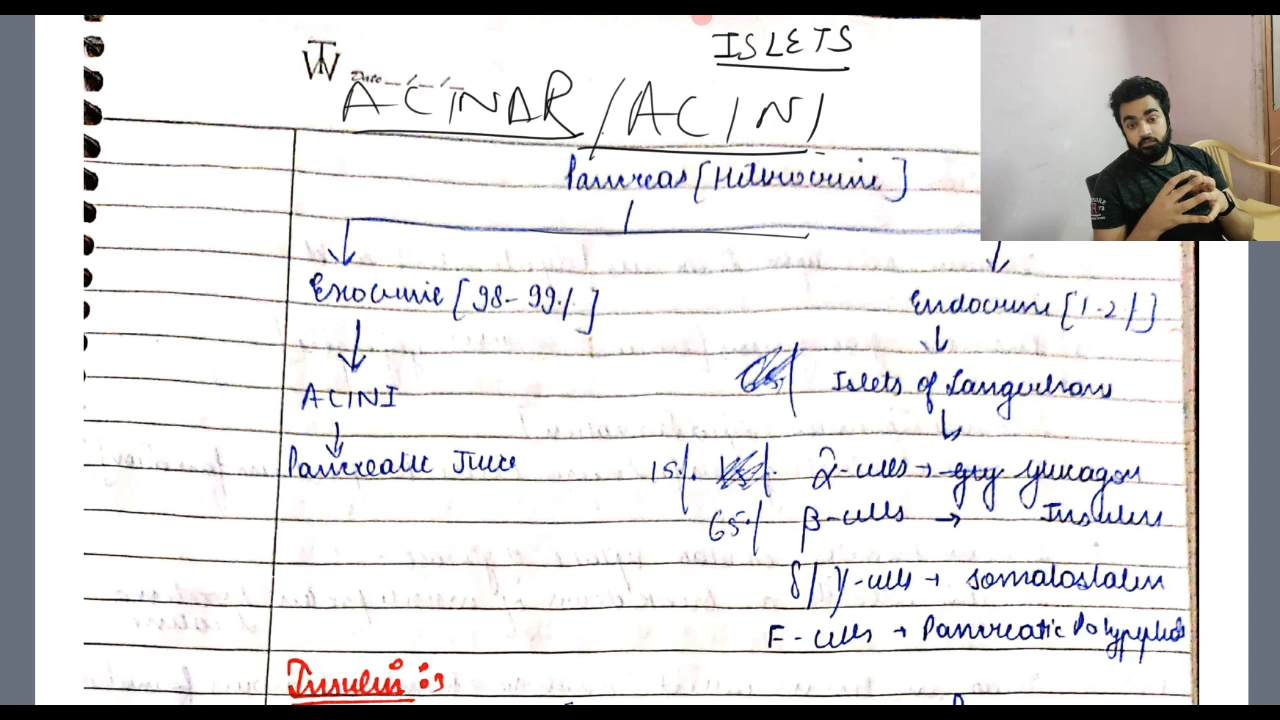 ISLETS
Date _/_/_
ACINAR / ACINI
Pancreas [Heterocrine]
Exocrine [98-99%]
Endocrine [1-2%]
Islets of Langerhans
ACINI
Pancreatic Juice
15% α-cells → glucagon
65% β-cells → Insulin
δ/γ-cells → somatostatin
F-cells → Pancreatic Polypeptide
Insulin :→